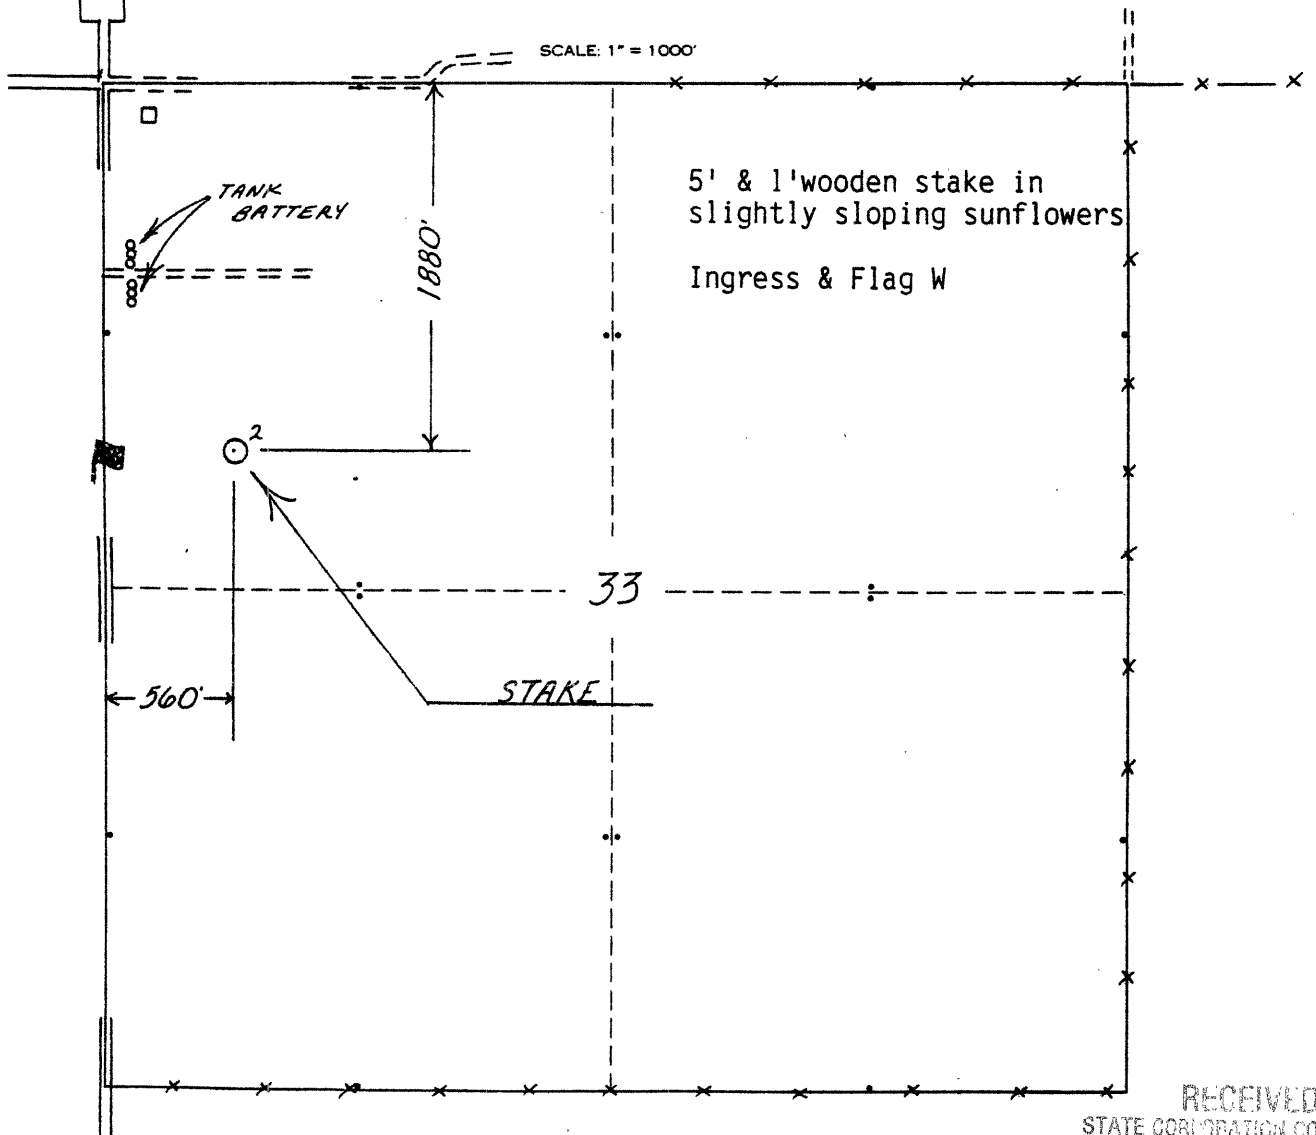 SCALE: 1" = 1000'
TANK
BATTERY
5' & 1'wooden stake in
slightly sloping sunflowers
Ingress & Flag W
1880'
2
33
560'
STAKE
RECEIVED
STATE CORPORATION CO